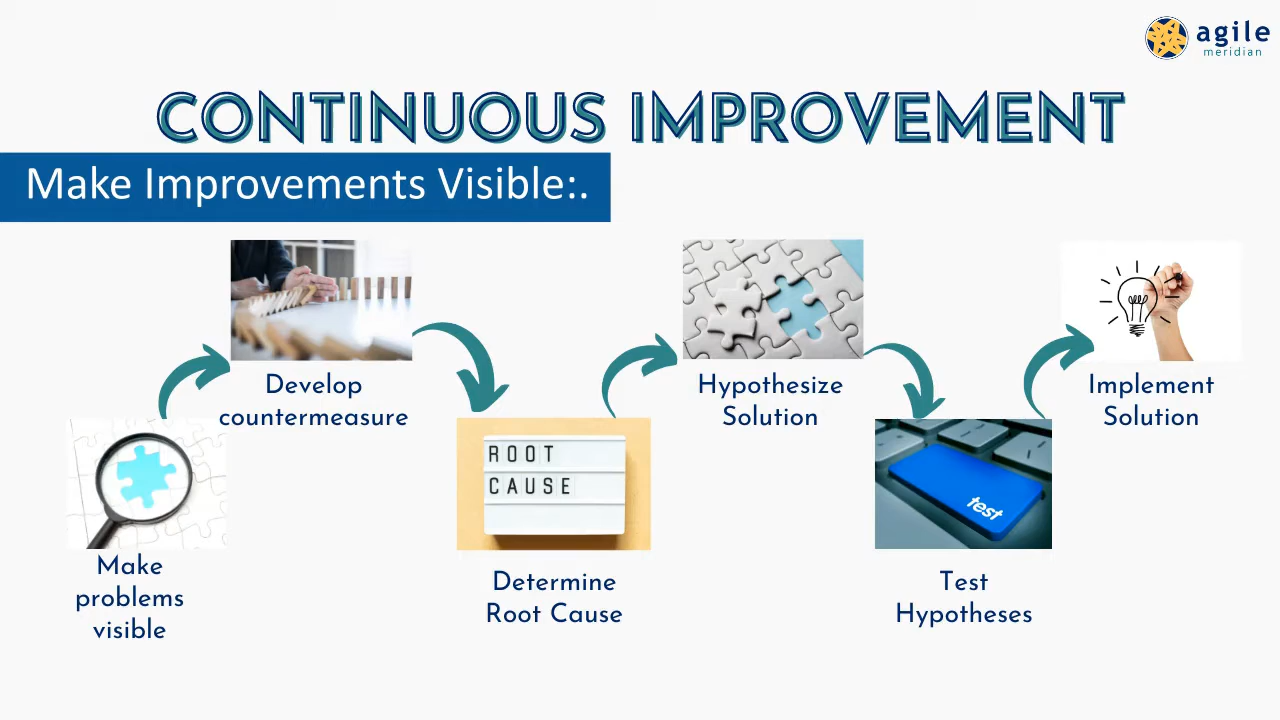 agile
meridian
CONTINUOUS IMPROVEMENT
Make Improvements Visible:.
Make
problems
visible
Develop
countermeasure
ROOT
CAUSE
Determine
Root Cause
Hypothesize
Solution
test
Test
Hypotheses
Implement
Solution